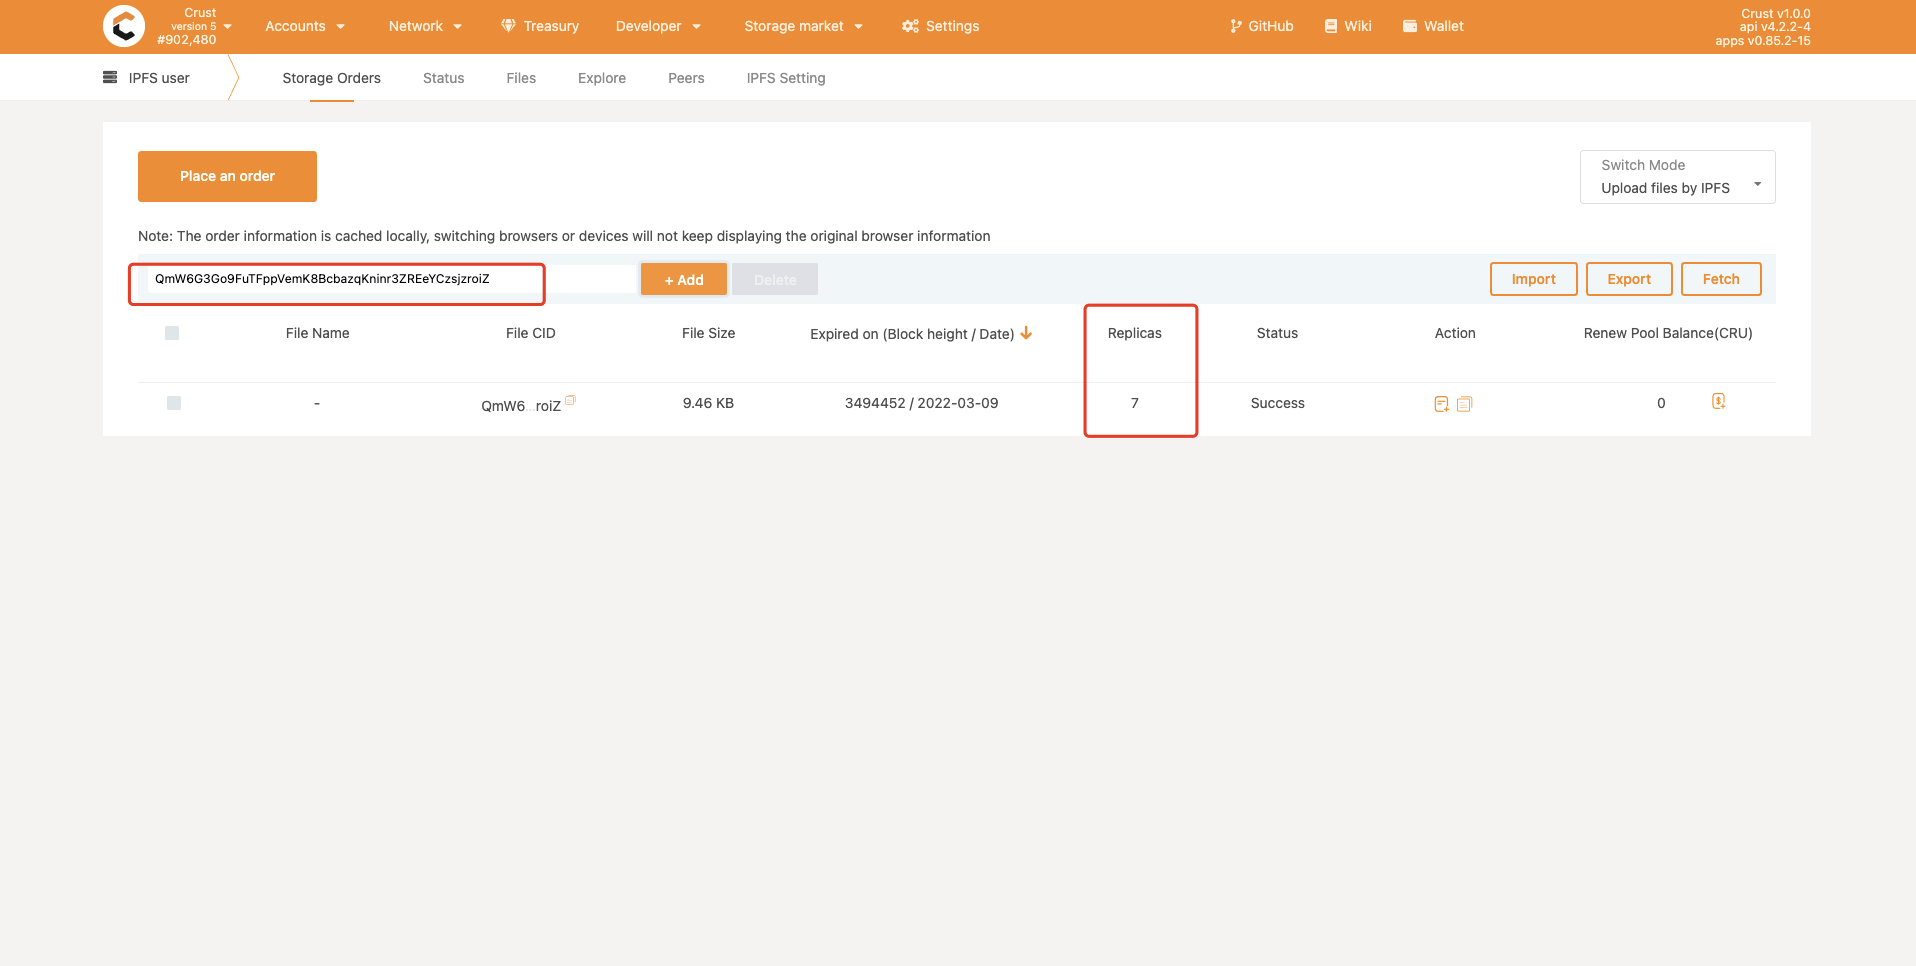 Crust
version 5
#902,480
Accounts
Network
Treasury
Developer
Storage market
Settings
GitHub
Wiki
Wallet
Crust v1.0.0
api v4.2.2-4
apps v0.85.2-15
IPFS user
Storage Orders
Status
Files
Explore
Peers
IPFS Setting
Place an order
Switch Mode
Upload files by IPFS
Note: The order information is cached locally, switching browsers or devices will not keep displaying the original browser information
QmW6G3Go9FuTFppVemK8BcbazqKninr3ZREeYCzsjzroiZ
+ Add
Delete
Import
Export
Fetch
File Name
File CID
File Size
Expired on (Block height / Date)
Replicas
Status
Action
Renew Pool Balance(CRU)
-
QmW6...roiZ
9.46 KB
3494452 / 2022-03-09
7
Success
0